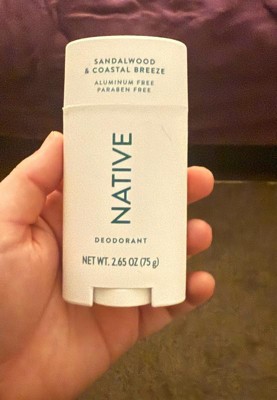 SANDALWOOD
& COASTAL BREEZE
ALUMINUM FREE
PARABEN FREE
NATIVE
DEODORANT
NET WT. 2.65 OZ (75 g)